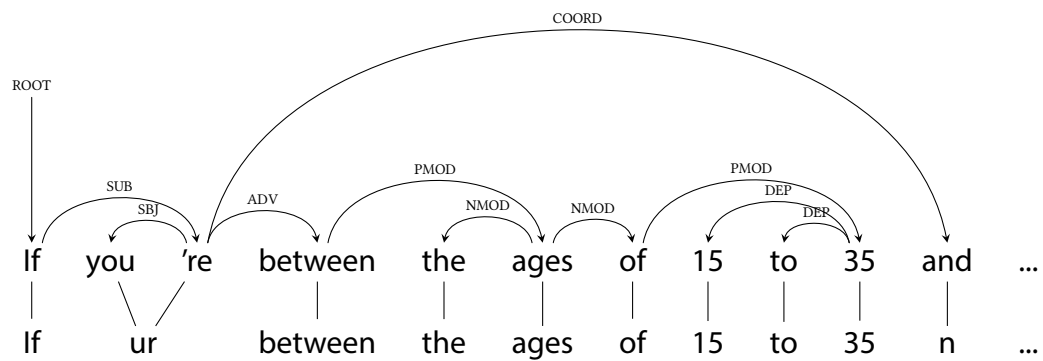 COORD
ROOT
PMOD PMOD
SUB ADV DEP
SBJ NMOD NMOD DEP
If you 're between the ages of 15 to 35 and ...
If ur between the ages of 15 to 35 n ...